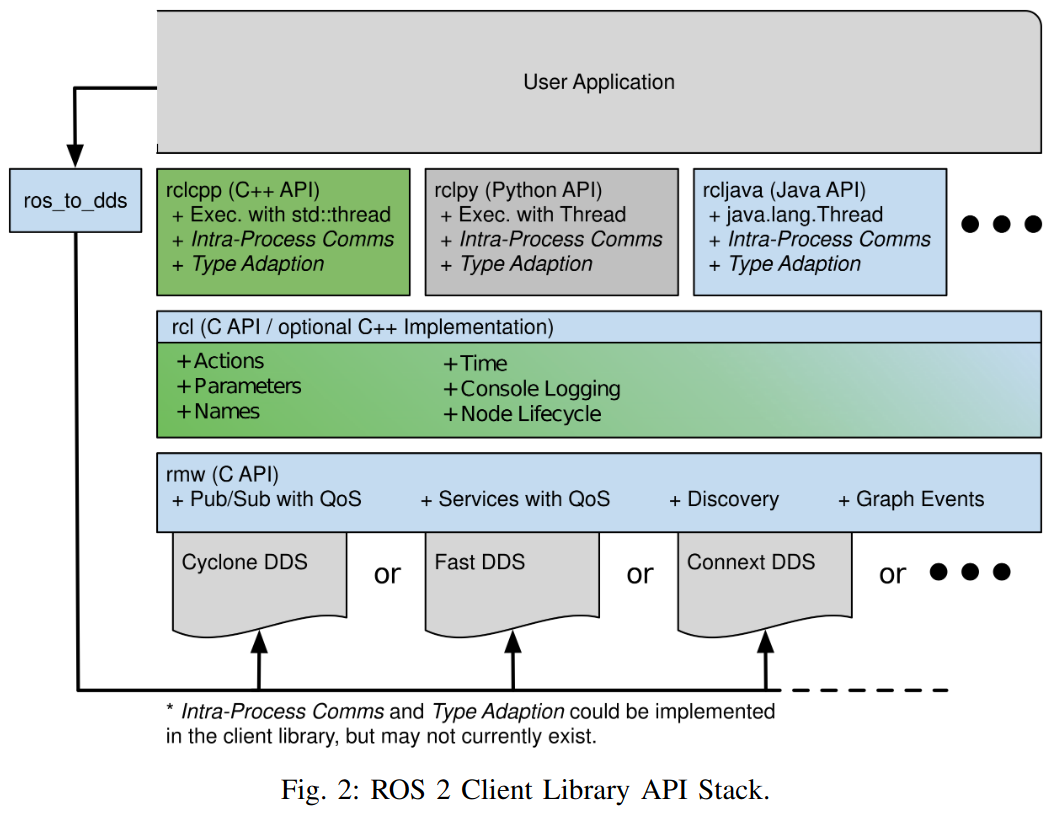 User Application
ros_to_dds
rclcpp (C++ API)
+ Exec. with std::thread
+ Intra-Process Comms
+ Type Adaption
rclpy (Python API)
+ Exec. with Thread
+ Intra-Process Comms
+ Type Adaption
rcljava (Java API)
+ java.lang.Thread
+ Intra-Process Comms
+ Type Adaption
rcl (C API / optional C++ Implementation)
+Actions
+Parameters
+Names
+Time
+Console Logging
+Node Lifecycle
rmw (C API)
+ Pub/Sub with QoS + Services with QoS + Discovery + Graph Events
Cyclone DDS or Fast DDS or Connext DDS or
* Intra-Process Comms and Type Adaption could be implemented
in the client library, but may not currently exist.
Fig. 2: ROS 2 Client Library API Stack.